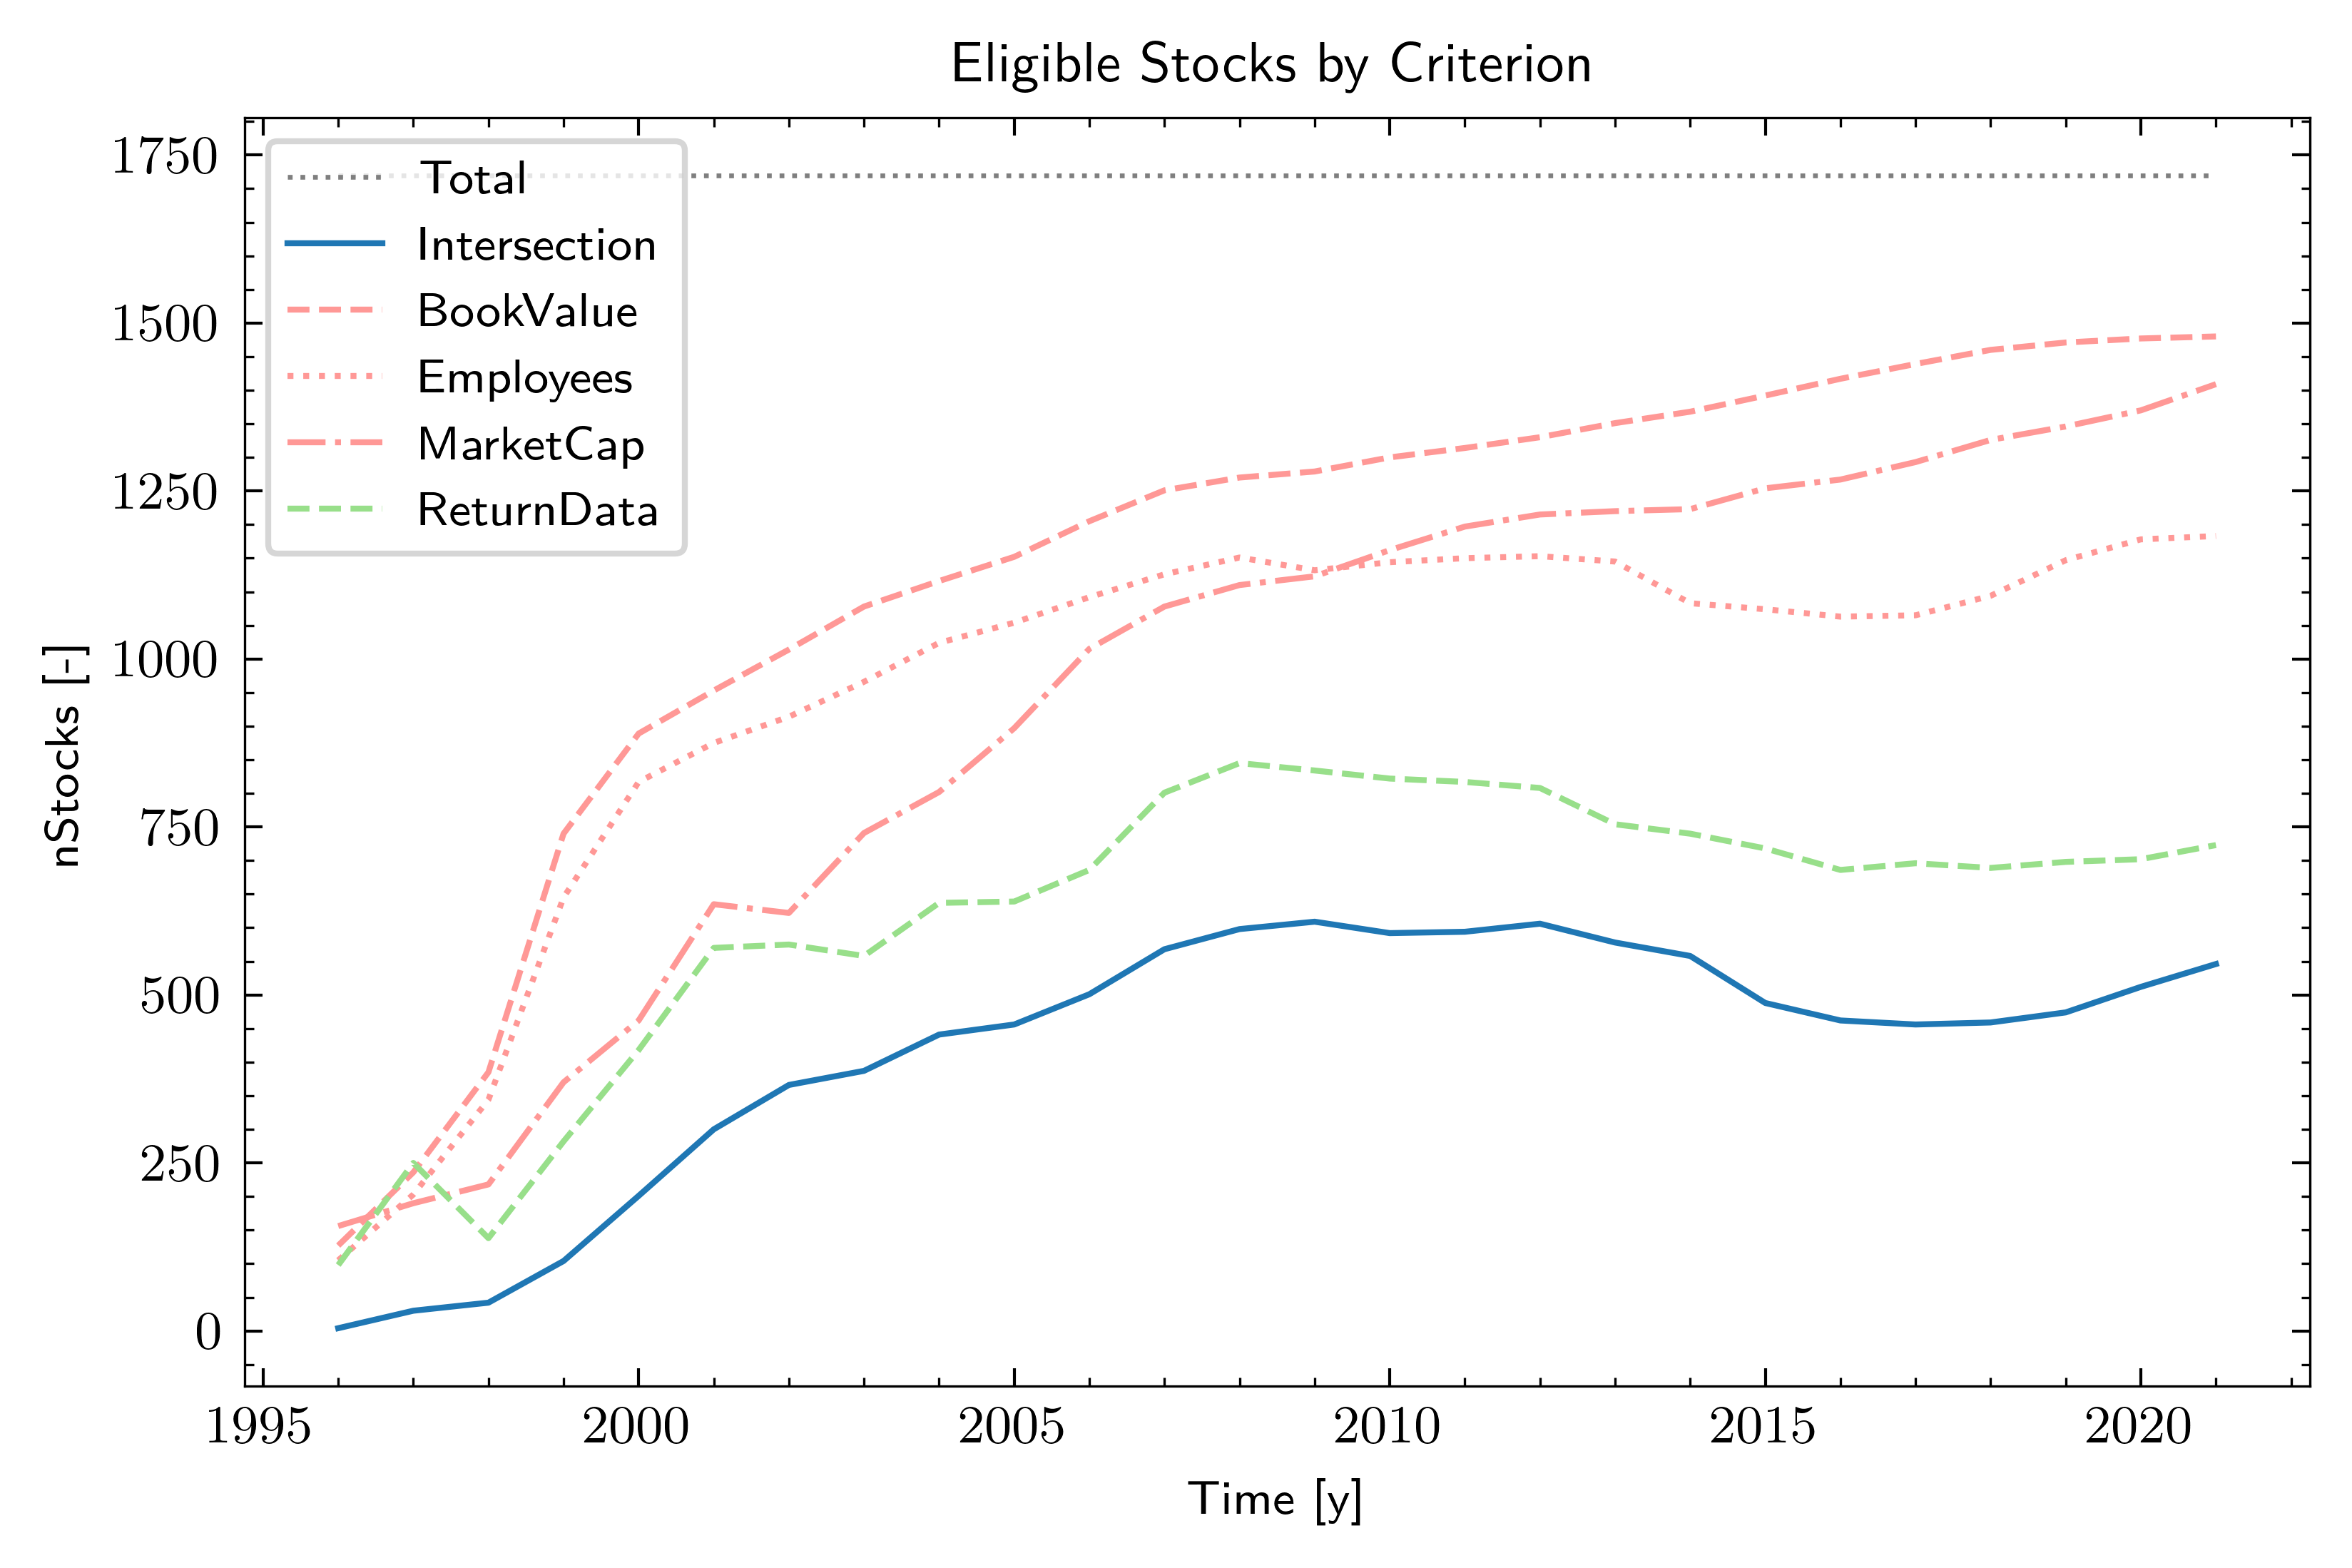 Eligible Stocks by Criterion
1750
1500
1250
1000
750
500
250
0
nStocks [-]
Total
Intersection
BookValue
Employees
MarketCap
ReturnData
1995 2000 2005 2010 2015 2020
Time [y]